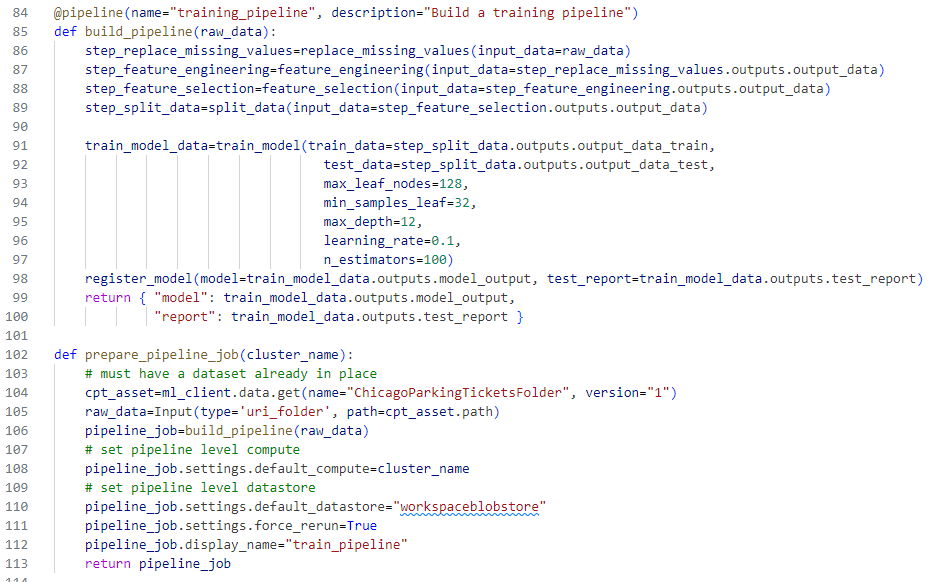 84 @pipeline(name="training_pipeline", description="Build a training pipeline")
85 def build_pipeline(raw_data):
86     step_replace_missing_values=replace_missing_values(input_data=raw_data)
87     step_feature_engineering=feature_engineering(input_data=step_replace_missing_values.outputs.output_data)
88     step_feature_selection=feature_selection(input_data=step_feature_engineering.outputs.output_data)
89     step_split_data=split_data(input_data=step_feature_selection.outputs.output_data)
90
91     train_model_data=train_model(train_data=step_split_data.outputs.output_data_train,
92                                    test_data=step_split_data.outputs.output_data_test,
93                                    max_leaf_nodes=128,
94                                    min_samples_leaf=32,
95                                    max_depth=12,
96                                    learning_rate=0.1,
97                                    n_estimators=100)
98     register_model(model=train_model_data.outputs.model_output, test_report=train_model_data.outputs.test_report)
99     return { "model": train_model_data.outputs.model_output,
100              "report": train_model_data.outputs.test_report }
101
102 def prepare_pipeline_job(cluster_name):
103     # must have a dataset already in place
104     cpt_asset=ml_client.data.get(name="ChicagoParkingTicketsFolder", version="1")
105     raw_data=Input(type='uri_folder', path=cpt_asset.path)
106     pipeline_job=build_pipeline(raw_data)
107     # set pipeline level compute
108     pipeline_job.settings.default_compute=cluster_name
109     # set pipeline level datastore
110     pipeline_job.settings.default_datastore="workspaceblobstore"
111     pipeline_job.settings.force_rerun=True
112     pipeline_job.display_name="train_pipeline"
113     return pipeline_job